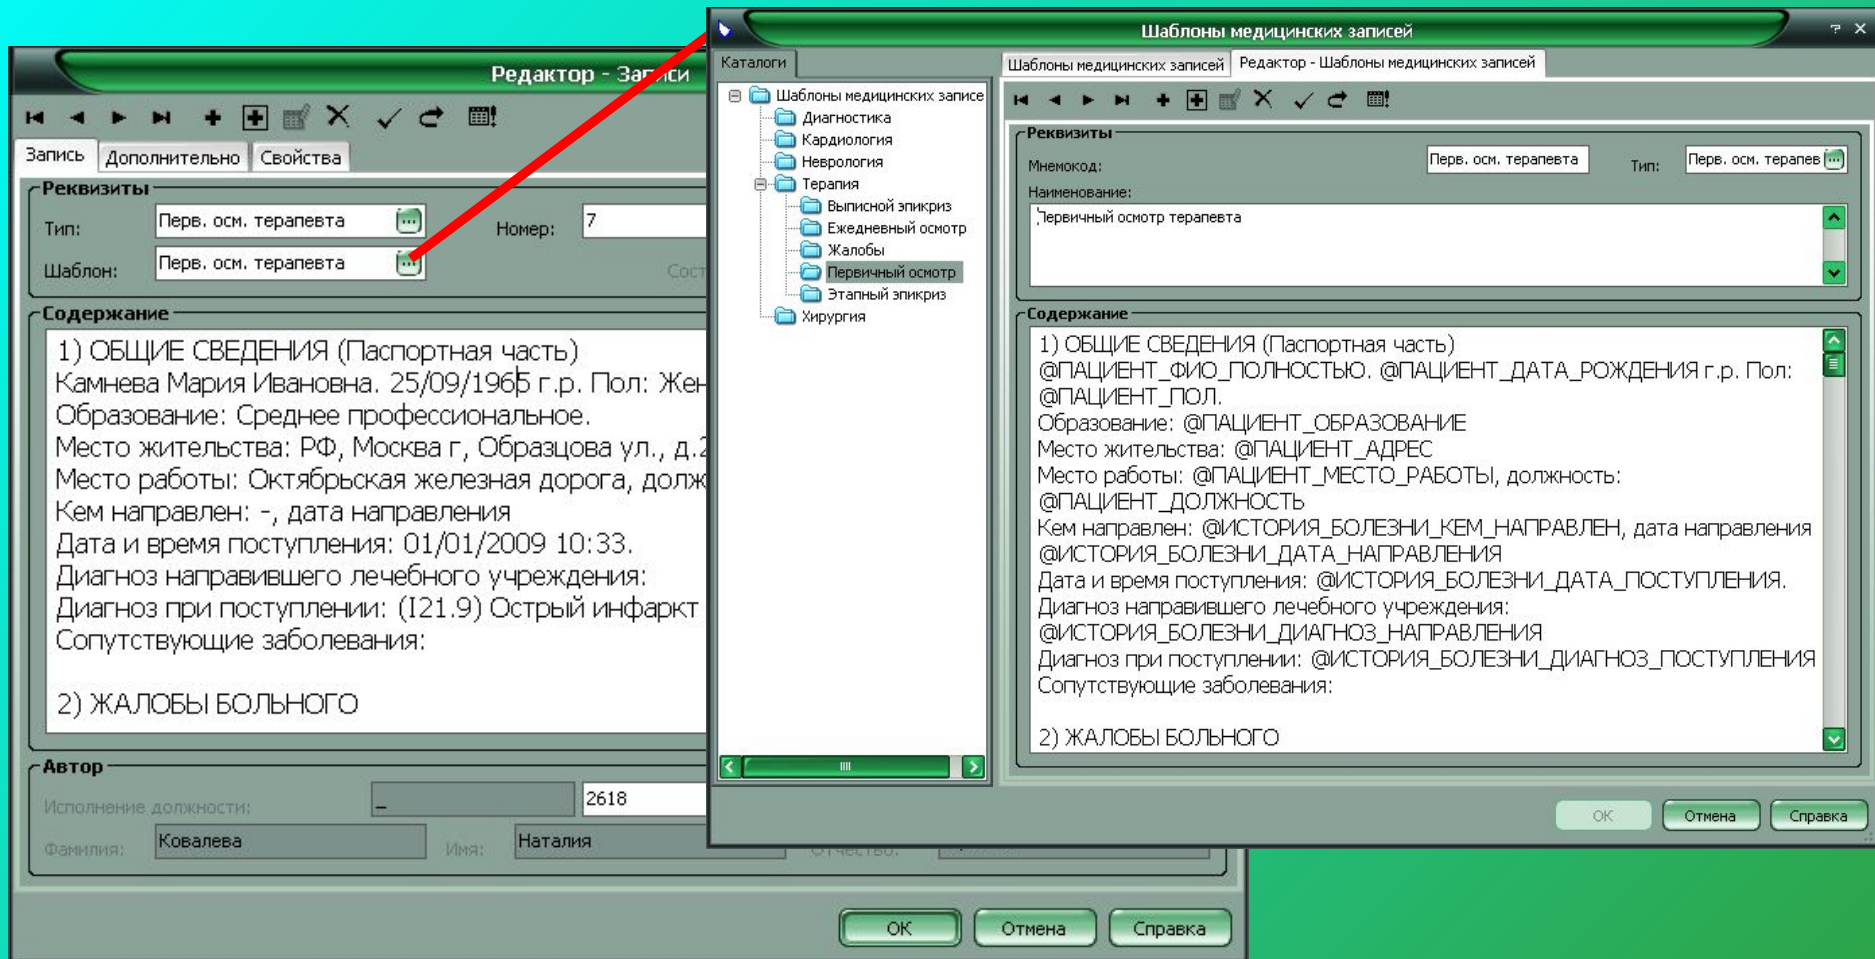 Редактор - Записи
Запись
Дополнительно
Свойства
Реквизиты
Тип:
Перв. осм. терапевта
Номер:
7
Шаблон:
Перв. осм. терапевта
Содержание
1) ОБЩИЕ СВЕДЕНИЯ (Паспортная часть)
Камнева Мария Ивановна. 25/09/1965 г.р. Пол: Жен
Образование: Среднее профессиональное.
Место жительства: РФ, Москва г, Образцова ул., д.2
Место работы: Октябрьская железная дорога, долж
Кем направлен: -, дата направления
Дата и время поступления: 01/01/2009 10:33.
Диагноз направившего лечебного учреждения:
Диагноз при поступлении: (I21.9) Острый инфаркт
Сопутствующие заболевания:
2) ЖАЛОБЫ БОЛЬНОГО
Автор
Исполнение должности:
_
2618
Фамилия:
Ковалева
Имя:
Наталия
Отчество:
ОК
Отмена
Справка
Шаблоны медицинских записей
Каталоги
Шаблоны медицинских записе
Диагностика
Кардиология
Неврология
Терапия
Выписной эпикриз
Ежедневный осмотр
Жалобы
Первичный осмотр
Этапный эпикриз
Хирургия
Шаблоны медицинских записей
Редактор - Шаблоны медицинских записей
Реквизиты
Мнемокод:
Перв. осм. терапевта
Тип:
Перв. осм. терапев
Наименование:
Первичный осмотр терапевта
Содержание
1) ОБЩИЕ СВЕДЕНИЯ (Паспортная часть)
@ПАЦИЕНТ_ФИО_ПОЛНОСТЬЮ. @ПАЦИЕНТ_ДАТА_РОЖДЕНИЯ г.р. Пол:
@ПАЦИЕНТ_ПОЛ.
Образование: @ПАЦИЕНТ_ОБРАЗОВАНИЕ
Место жительства: @ПАЦИЕНТ_АДРЕС
Место работы: @ПАЦИЕНТ_МЕСТО_РАБОТЫ, должность:
@ПАЦИЕНТ_ДОЛЖНОСТЬ
Кем направлен: @ИСТОРИЯ_БОЛЕЗНИ_КЕМ_НАПРАВЛЕН, дата направления
@ИСТОРИЯ_БОЛЕЗНИ_ДАТА_НАПРАВЛЕНИЯ
Дата и время поступления: @ИСТОРИЯ_БОЛЕЗНИ_ДАТА_ПОСТУПЛЕНИЯ.
Диагноз направившего лечебного учреждения:
@ИСТОРИЯ_БОЛЕЗНИ_ДИАГНОЗ_НАПРАВЛЕНИЯ
Диагноз при поступлении: @ИСТОРИЯ_БОЛЕЗНИ_ДИАГНОЗ_ПОСТУПЛЕНИЯ
Сопутствующие заболевания:
2) ЖАЛОБЫ БОЛЬНОГО
ОК
Отмена
Справка